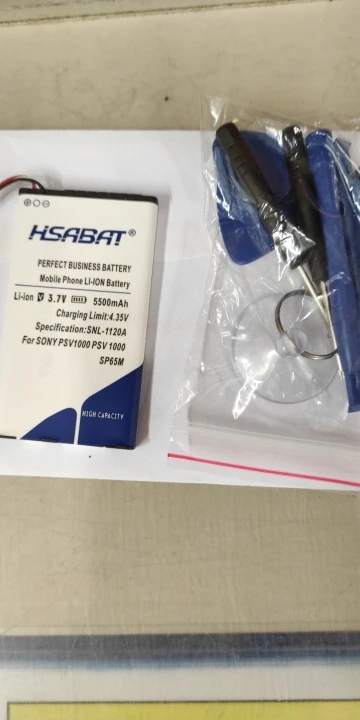 HSABAT®
PERFECT BUSINESS BATTERY
Mobile Phone LI-ION Battery
Li-ion 3.7V 5500mAh
Charging Limit:4.35V
Specification:SNL-1120A
For SONY PSV1000 PSV 1000
SP65M
HIGH CAPACITY